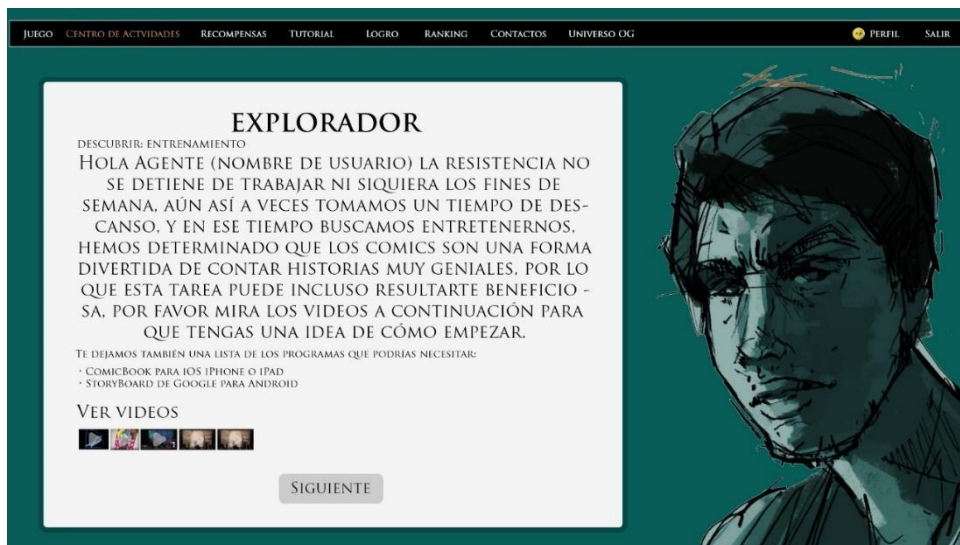 JUEGO CENTRO DE ACTVIDADES RECOMPENSAS TUTORIAL LOGRO RANKING CONTACTOS UNIVERSO OG PERFIL SALIR
EXPLORADOR
DESCUBRIR: ENTRENAMIENTO
HOLA AGENTE (NOMBRE DE USUARIO) LA RESISTENCIA NO
SE DETIENE DE TRABAJAR NI SIQUIERA LOS FINES DE
SEMANA, AÚN ASÍ A VECES TOMAMOS UN TIEMPO DE DES-
CANSO, Y EN ESE TIEMPO BUSCAMOS ENTRETENERNOS,
HEMOS DETERMINADO QUE LOS COMICS SON UNA FORMA
DIVERTIDA DE CONTAR HISTORIAS MUY GENIALES, POR LO
QUE ESTA TAREA PUEDE INCLUSO RESULTARTE BENEFICIO -
SA, POR FAVOR MIRA LOS VIDEOS A CONTINUACIÓN PARA
QUE TENGAS UNA IDEA DE CÓMO EMPEZAR.
TE DEJAMOS TAMBIÉN UNA LISTA DE LOS PROGRAMAS QUE PODRÍAS NECESITAR:
· COMICBOOK PARA IOS IPHONE O IPAD
· STORYBOARD DE GOOGLE PARA ANDROID
VER VIDEOS
SIGUIENTE